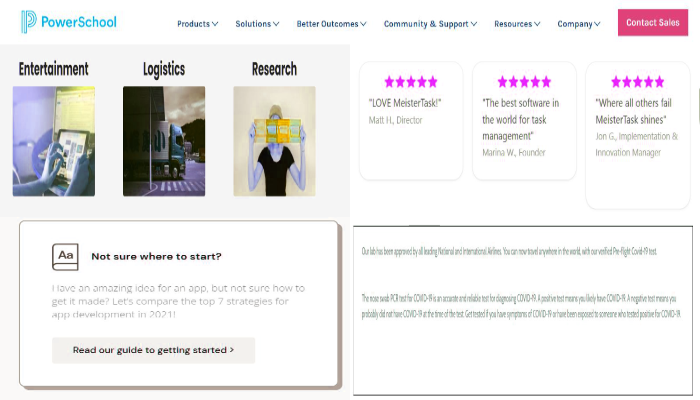 PowerSchool
Products Solutions Better Outcomes Community & Support Resources Company Contact Sales
Entertainment Logistics Research
"LOVE MeisterTask!"
Matt H., Director
"The best software in
the world for task
management"
Marina W., Founder
"Where all others fail
MeisterTask shines"
Jon G., Implementation &
Innovation Manager
Aa
Not sure where to start?
Have an amazing idea for an app, but not sure how to
get it made? Let's compare the top 7 strategies for
app development in 2021!
Read our guide to getting started >
Our lab has been approved by all leading National and International Airlines. You can now travel anywhere in the world, with our verified Pre-flight Covid-19 test.
The nose swab PCR test for COVID-19 is an accurate and reliable test for diagnosing COVID-19. A positive test means you likely have COVID-19. A negative test means you
probably did not have COVID-19 at the time of the test. Get tested if you have symptoms of COVID-19 or have been exposed to someone who tested positive for COVID-19.